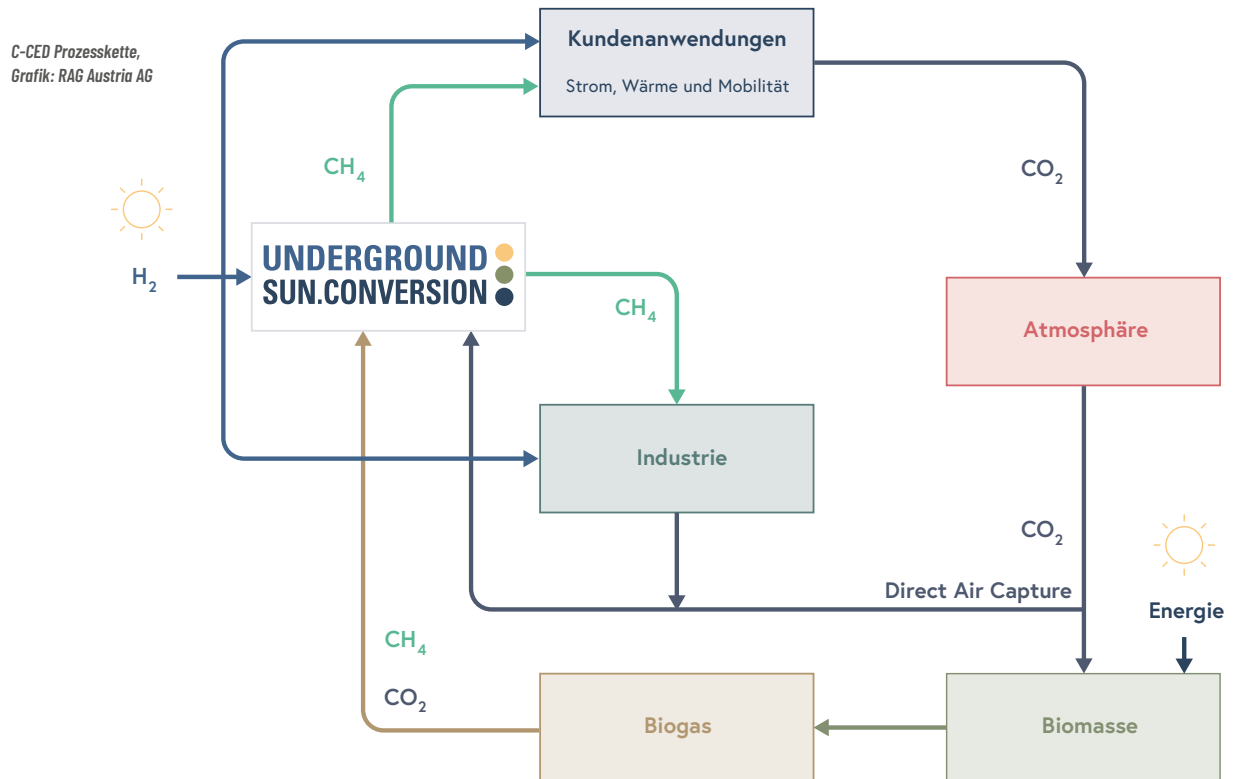 C-CED Prozesskette,
Grafik: RAG Austria AG
Kundenanwendungen
Strom, Wärme und Mobilität
CH₄
CO₂
H₂
UNDERGROUND
SUN.CONVERSION
CH₄
Atmosphäre
Industrie
CO₂
Direct Air Capture
Energie
CH₄
CO₂
Biogas
Biomasse